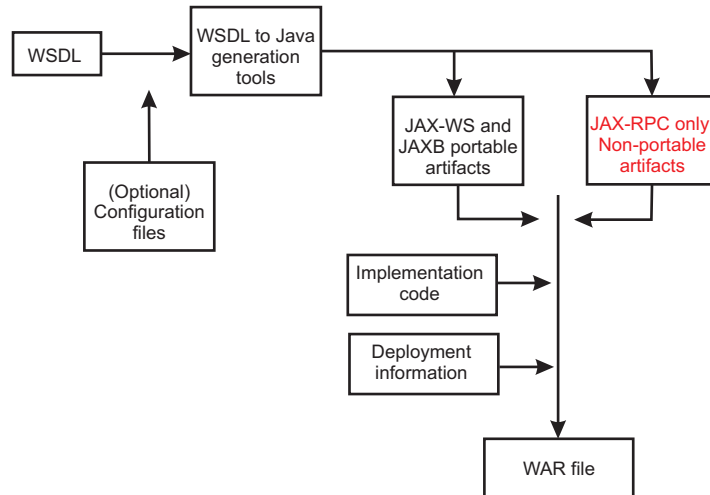 WSDL
WSDL to Java
generation
tools
JAX-WS and
JAXB portable
artifacts
JAX-RPC only
Non-portable
artifacts
(Optional)
Configuration
files
Implementation
code
Deployment
information
WAR file